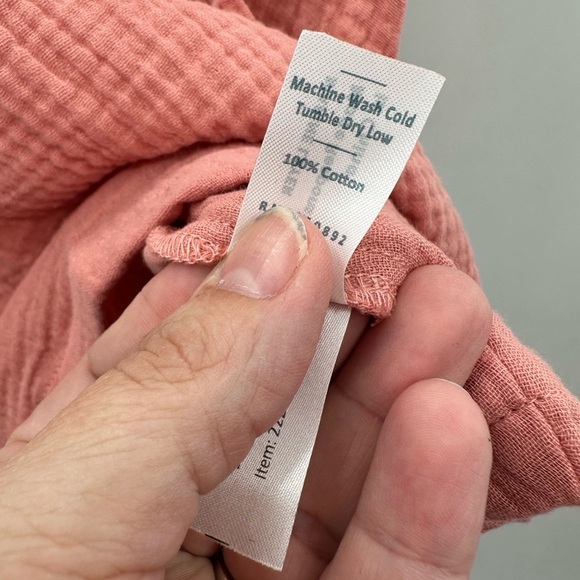 Machine Wash Cold
Tumble Dry Low
100% Cotton
Item: